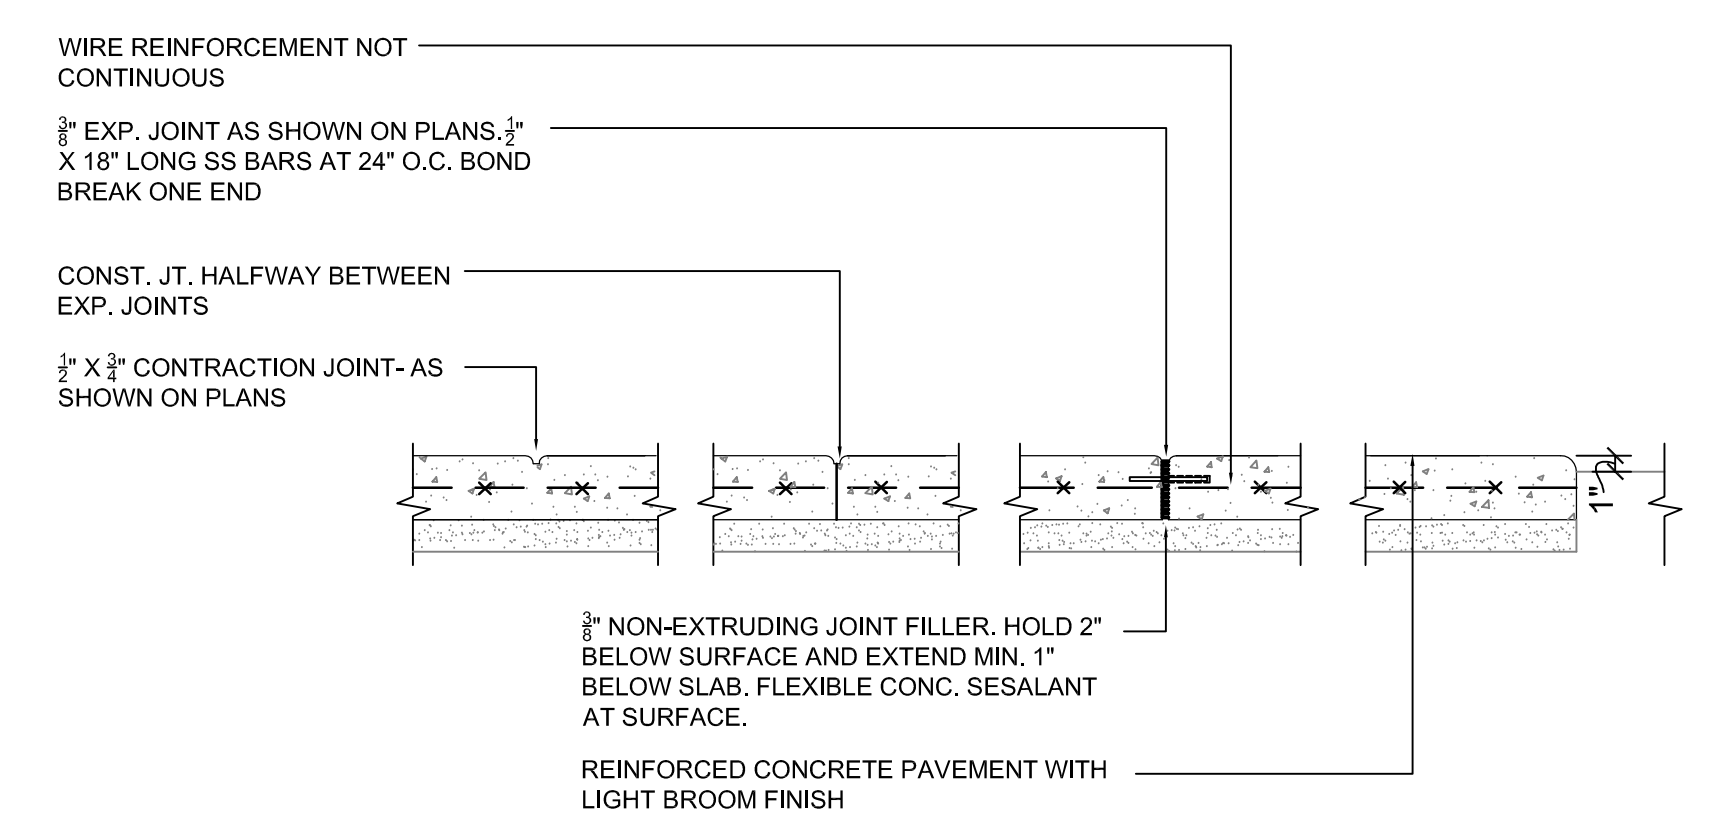 WIRE REINFORCEMENT NOT
CONTINUOUS
3/8" EXP. JOINT AS SHOWN ON PLANS.1/2"
X 18" LONG SS BARS AT 24" O.C. BOND
BREAK ONE END
CONST. JT. HALFWAY BETWEEN
EXP. JOINTS
1/2" X 3/4" CONTRACTION JOINT- AS
SHOWN ON PLANS
1"
3/8" NON-EXTRUDING JOINT FILLER. HOLD 2"
BELOW SURFACE AND EXTEND MIN. 1"
BELOW SLAB. FLEXIBLE CONC. SESALANT
AT SURFACE.
REINFORCED CONCRETE PAVEMENT WITH
LIGHT BROOM FINISH